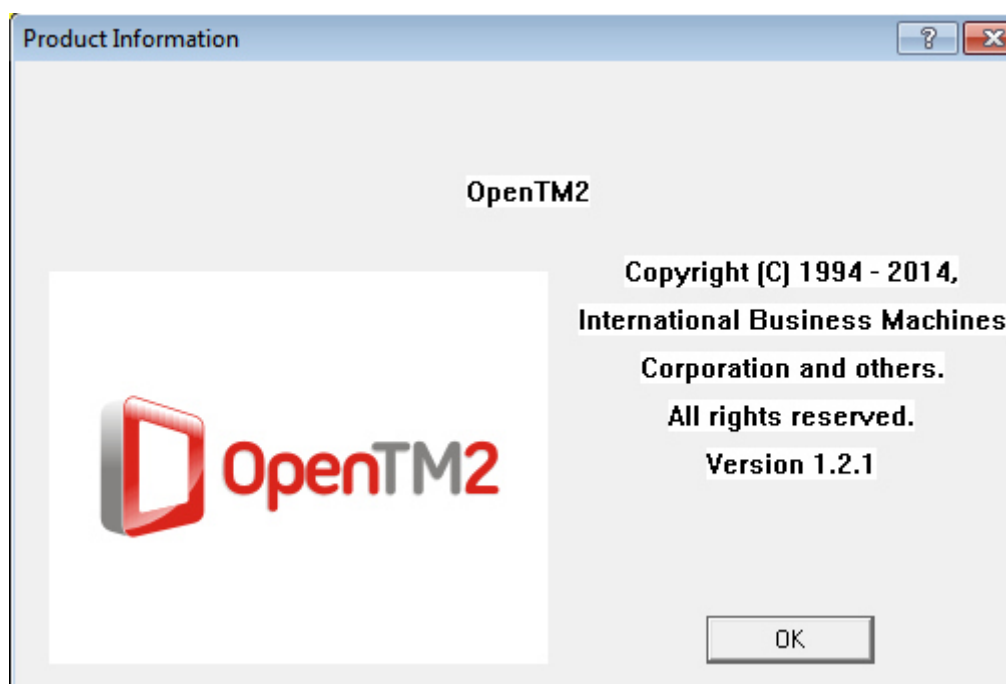 Product Information
OpenTM2
Copyright (C) 1994 - 2014,
International Business Machines
Corporation and others.
All rights reserved.
Version 1.2.1
OpenTM2
OK